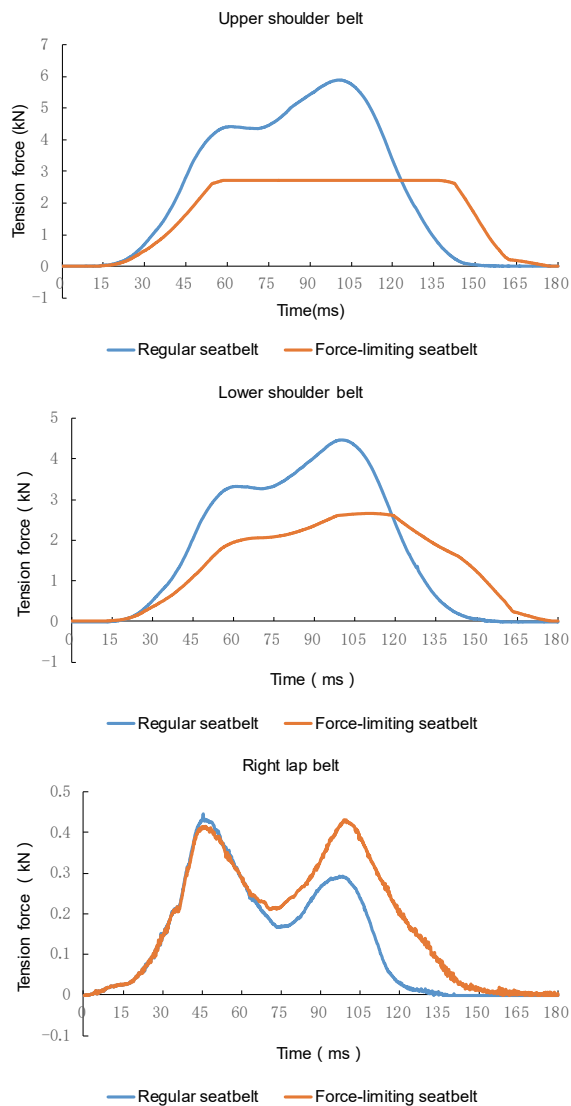 Upper shoulder belt
Tension force (kN)
7
6
5
4
3
2
1
0
-1
0 15 30 45 60 75 90 105 120 135 150 165 180
Time(ms)
Regular seatbelt Force-limiting seatbelt
Lower shoulder belt
Tension force ( kN )
5
4
3
2
1
0
-1
0 15 30 45 60 75 90 105 120 135 150 165 180
Time ( ms )
Regular seatbelt Force-limiting seatbelt
Right lap belt
Tension force ( kN )
0.5
0.4
0.3
0.2
0.1
0
-0.1
0 15 30 45 60 75 90 105 120 135 150 165 180
Time ( ms )
Regular seatbelt Force-limiting seatbelt